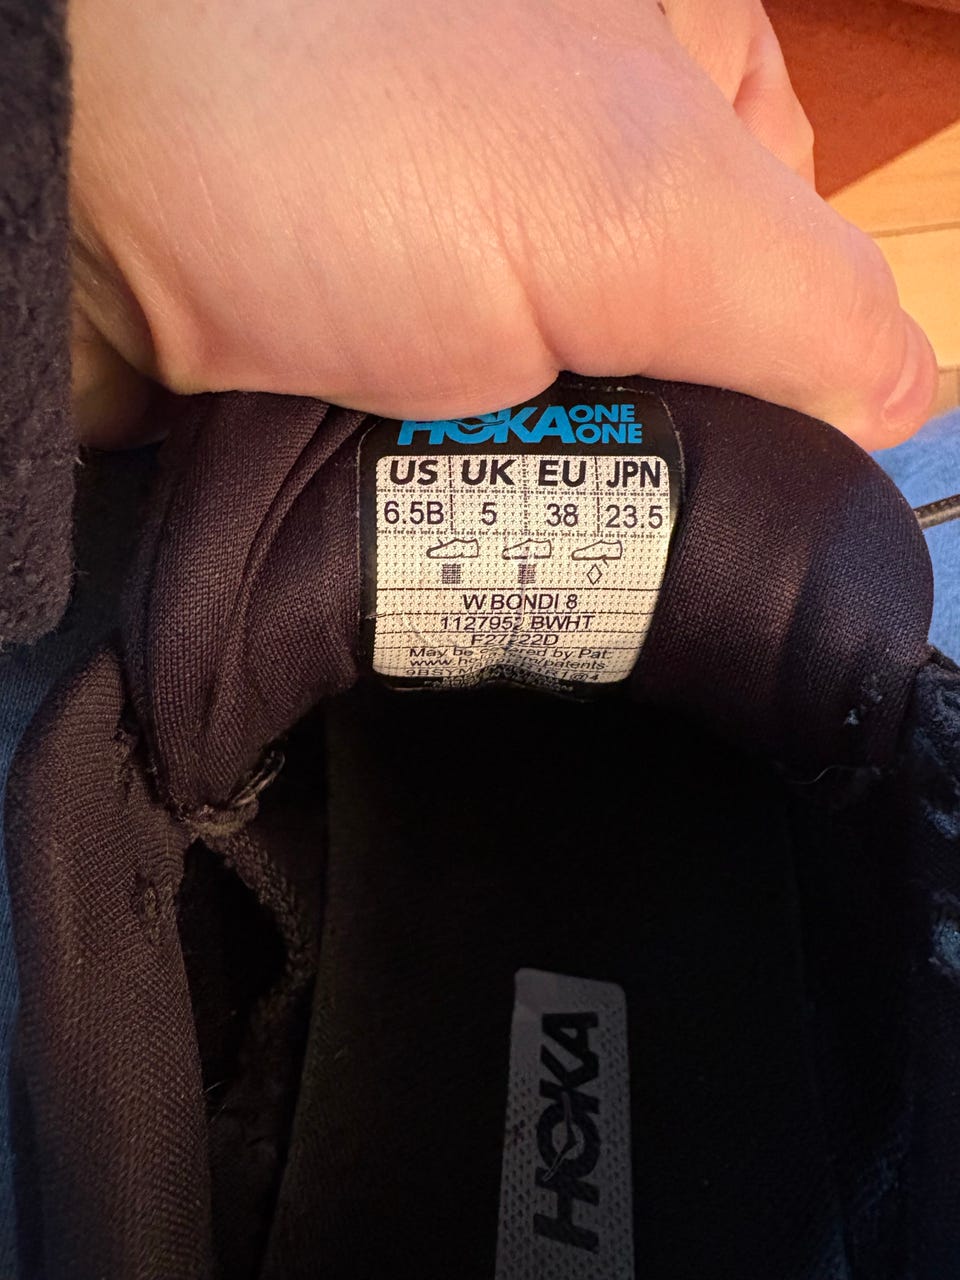 HOKA ONE ONE
US UK EU JPN
6.5B 5 38 23.5
W BONDI 8
1127952 BWHT
May be covered by Pat:
HOKA